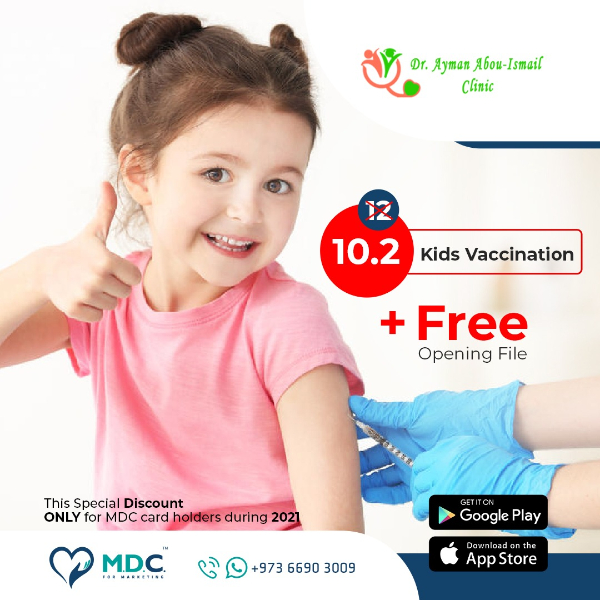 Dr. Ayman Abou-Ismail
Clinic
12
10.2
Kids Vaccination
+ Free
Opening File
This Special Discount
ONLY for MDC card holders during 2021
GET IT ON
Google Play
Download on the
App Store
M.D.C.™
FOR MARKETING
+973 6690 3009